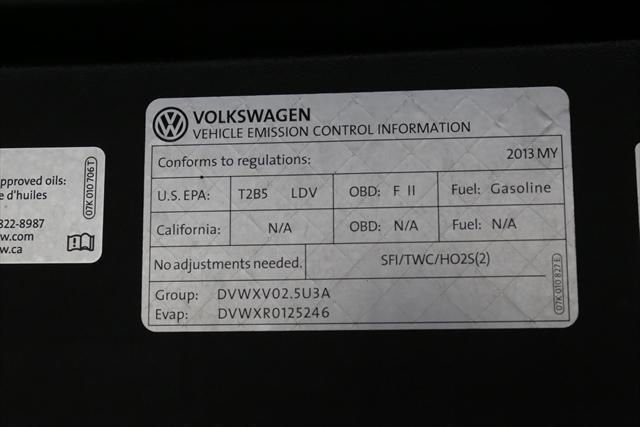 pproved oils:
e d'huiles
822-8987
w.com
w.ca
07K 010 706 T
VOLKSWAGEN
VEHICLE EMISSION CONTROL INFORMATION
Conforms to regulations: 2013 MY
U.S. EPA: T2B5 LDV OBD: F II Fuel: Gasoline
California: N/A OBD: N/A Fuel: N/A
No adjustments needed. SFI/TWC/HO2S(2)
Group: DVWXV02.5U3A
Evap: DVWXR0125246
07K 010 827 E